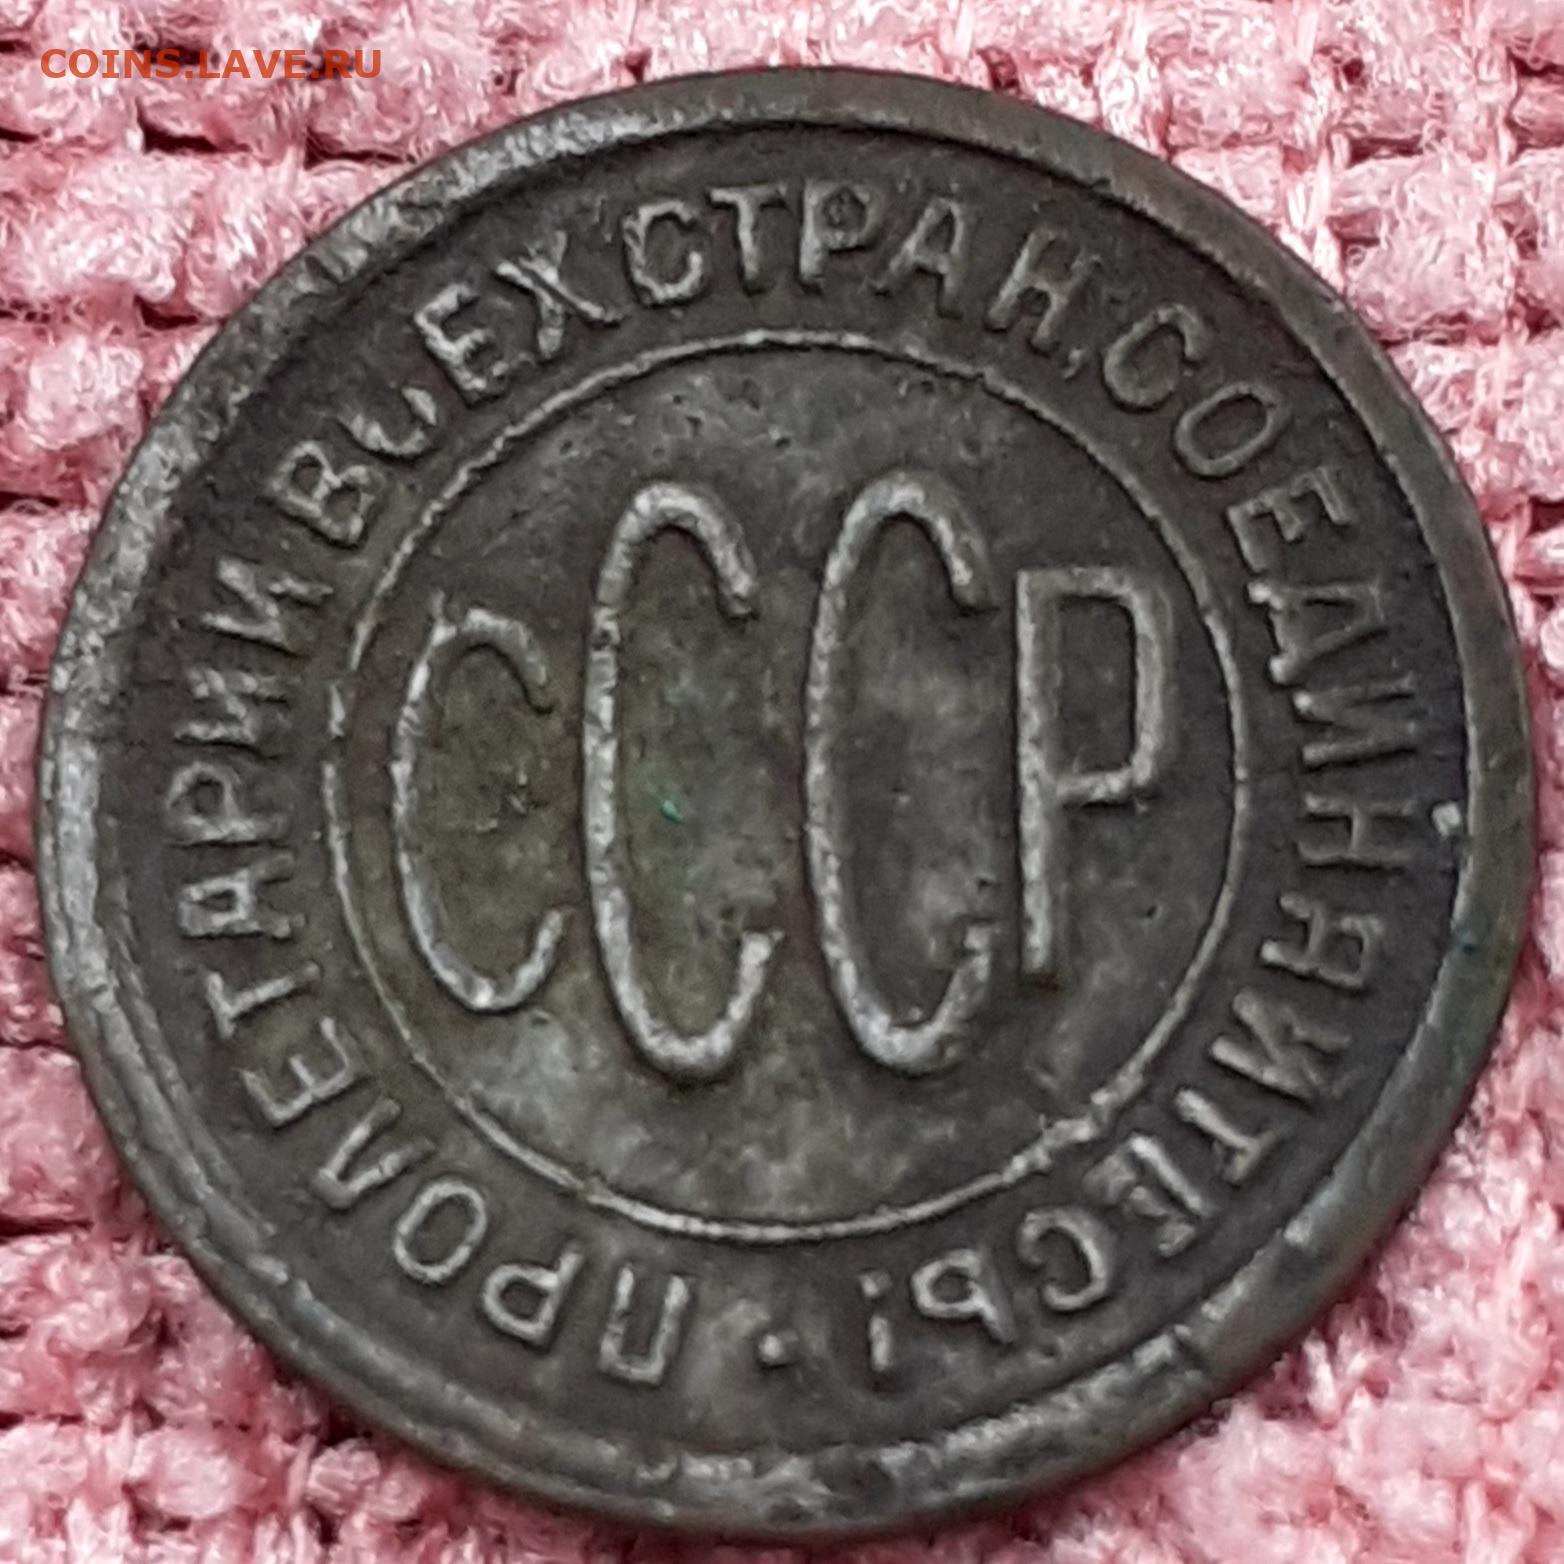 COINS.LAVE.RU
ПРОЛЕТАРИИ ВСЕХ СТРАН, СОЕДИНЯЙТЕСЬ! •
СССР